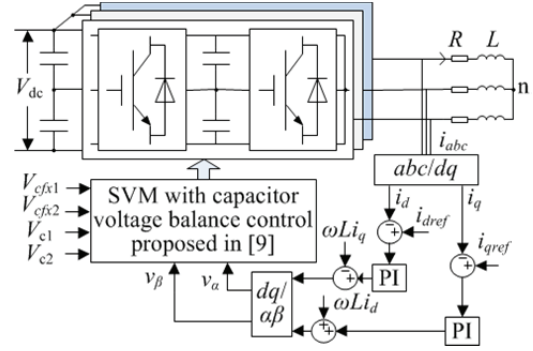 R L
V_dc
n
i_abc
abc/dq
V_cfx1
V_cfx2
V_c1
V_c2
SVM with capacitor
voltage balance control
proposed in [9]
i_d
i_dref
i_q
ωLi_q
i_qref
PI
v_β
v_α
dq/
αβ
ωLi_d
PI